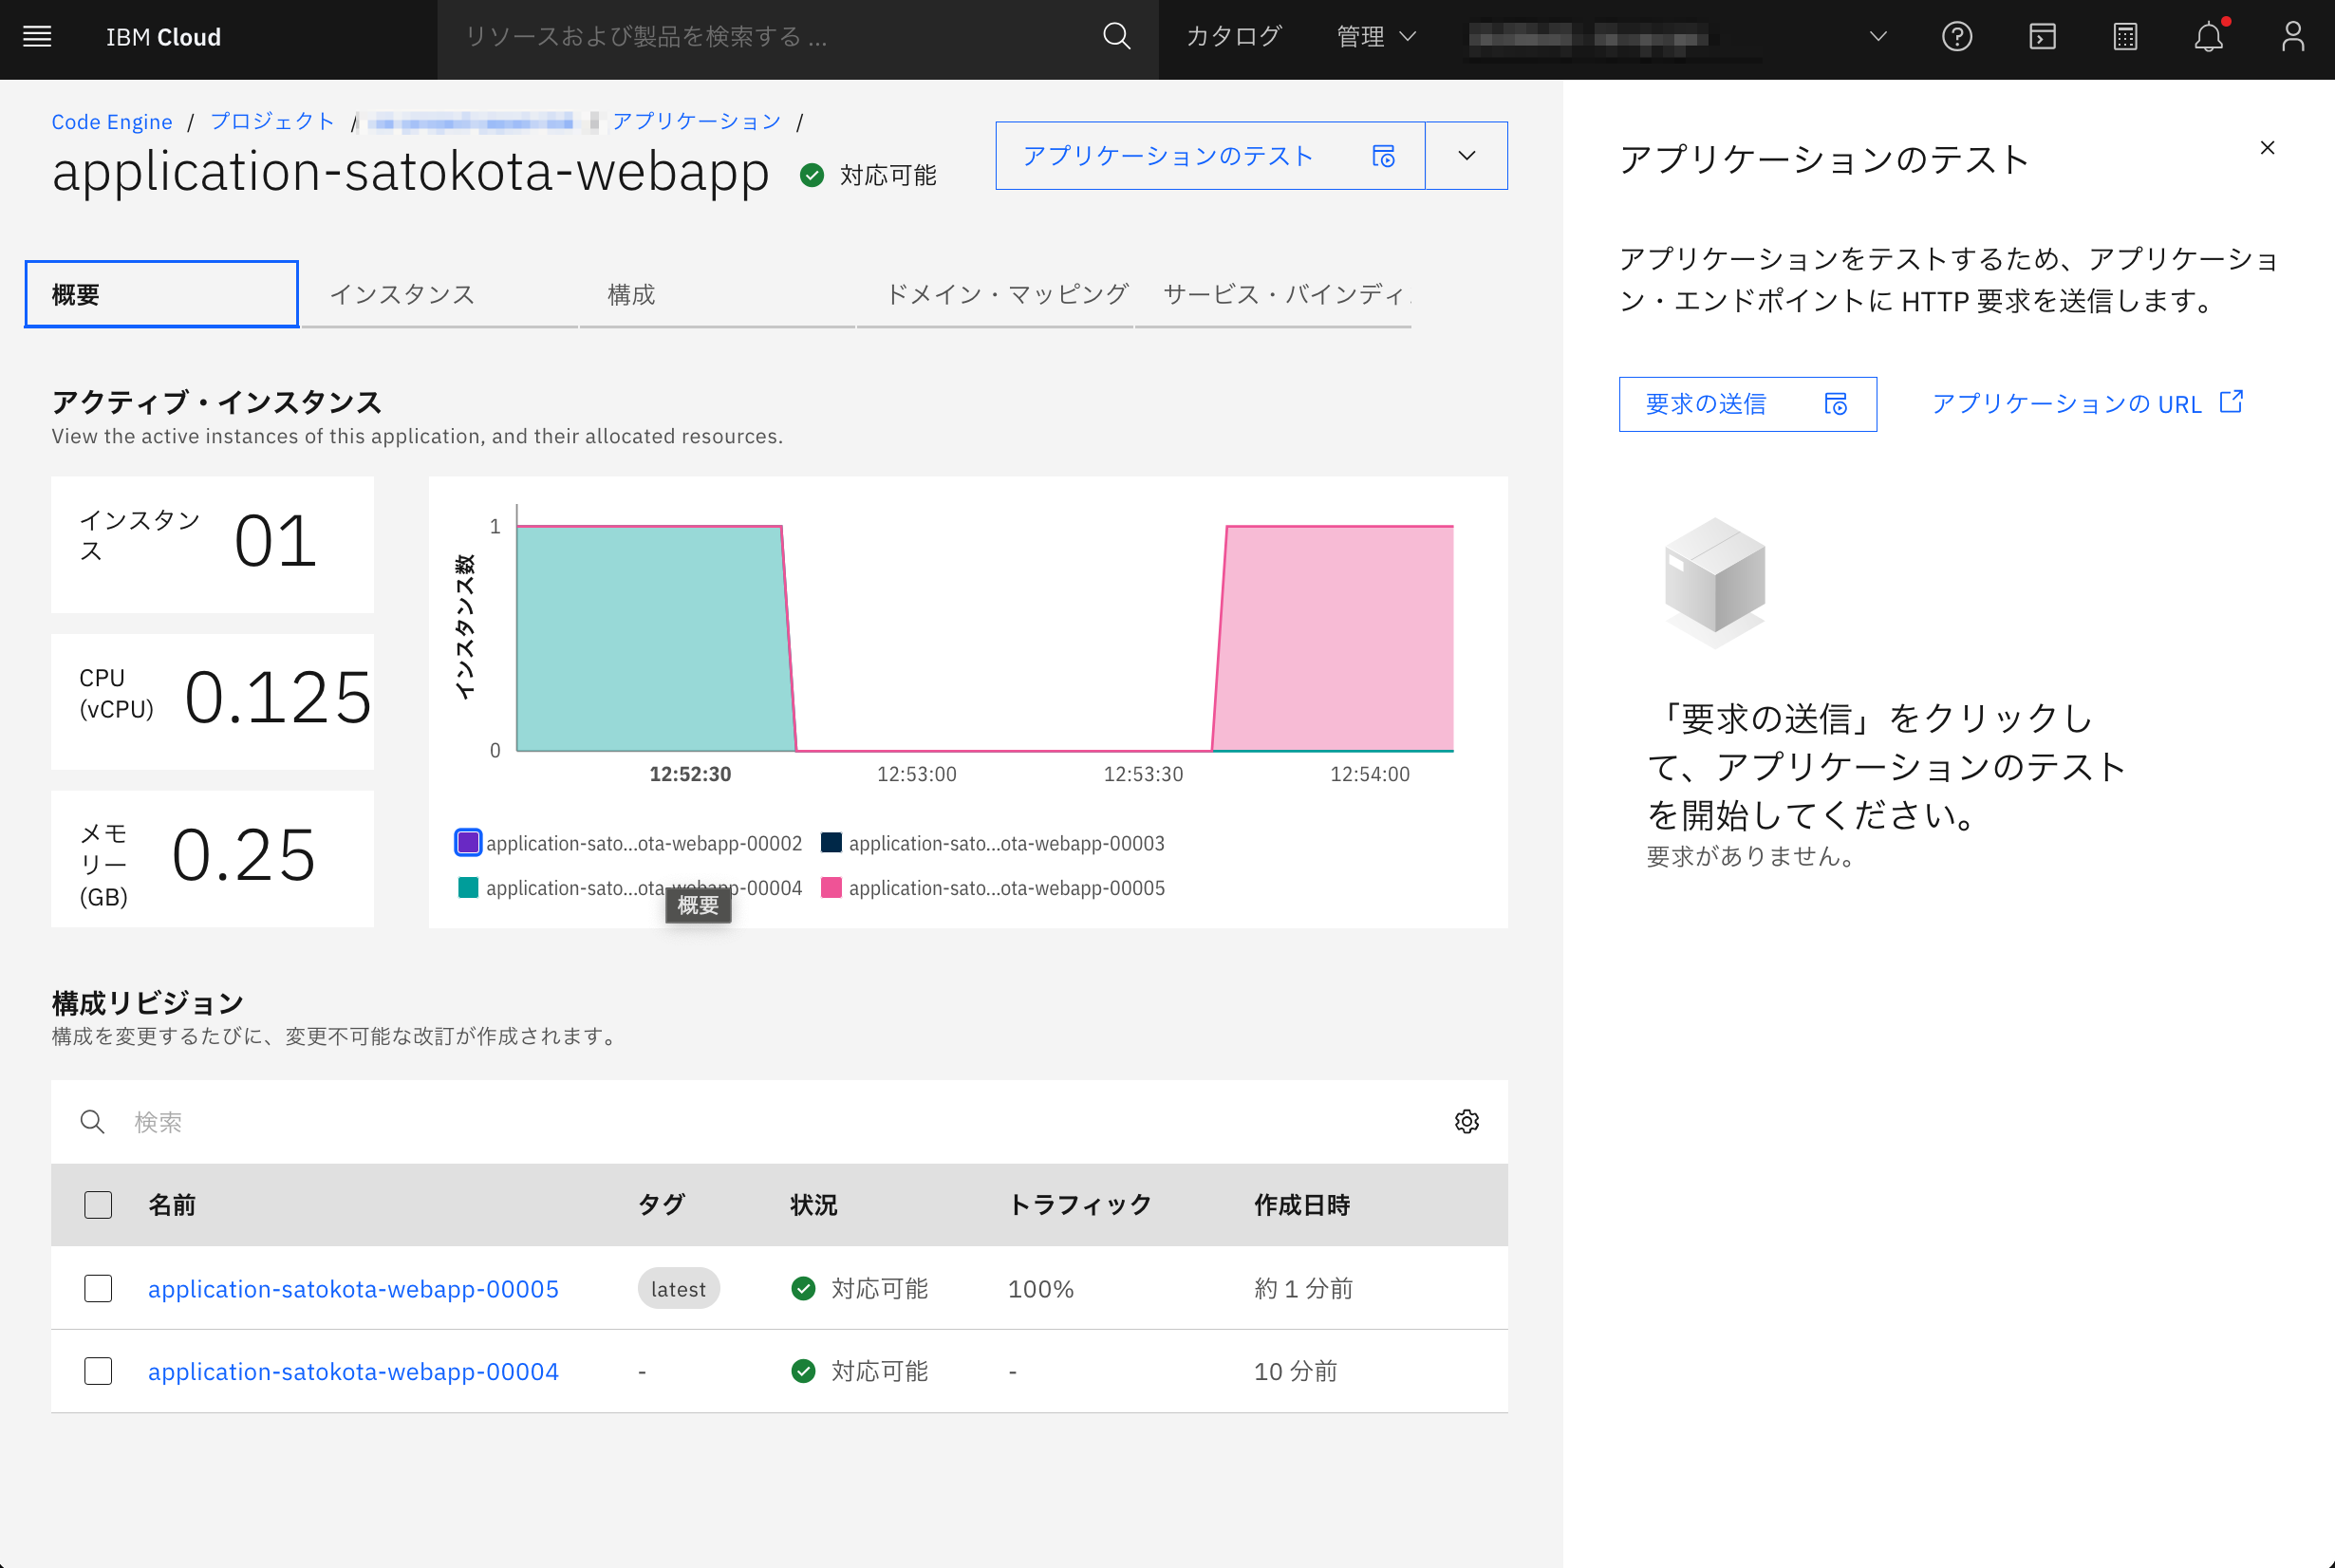 IBM Cloud
リソースおよび製品を検索する ...
カタログ
管理
Code Engine / プロジェクト / アプリケーション /
application-satokota-webapp
対応可能
アプリケーションのテスト
概要
インスタンス
構成
ドメイン・マッピング
サービス・バインディ
アクティブ・インスタンス
View the active instances of this application, and their allocated resources.
インスタン
ス
01
CPU
(vCPU)
0.125
メモ
リー
(GB)
0.25
インスタンス数
1
0
12:52:30
12:53:00
12:53:30
12:54:00
application-sato...ota-webapp-00002
application-sato...ota-webapp-00003
application-sato...ota-webapp-00004
application-sato...ota-webapp-00005
概要
構成リビジョン
構成を変更するたびに、変更不可能な改訂が作成されます。
検索
名前 タグ 状況 トラフィック 作成日時
application-satokota-webapp-00005 latest 対応可能 100% 約 1 分前
application-satokota-webapp-00004 - 対応可能 - 10 分前
アプリケーションのテスト
アプリケーションをテストするため、アプリケーショ
ン・エンドポイントに HTTP 要求を送信します。
要求の送信
アプリケーションの URL
「要求の送信」をクリックし
て、アプリケーションのテスト
を開始してください。
要求がありません。